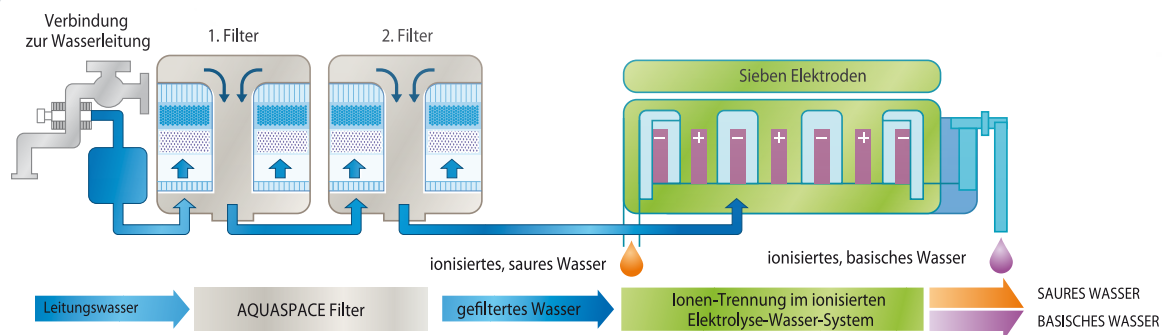 Verbindung
zur Wasserleitung
1. Filter
2. Filter
Sieben Elektroden
− + − + − + −
ionisiertes, saures Wasser
ionisiertes, basisches Wasser
Leitungswasser
AQUASPACE Filter
gefiltertes Wasser
Ionen-Trennung im ionisierten
Elektrolyse-Wasser-System
SAURES WASSER
BASISCHES WASSER